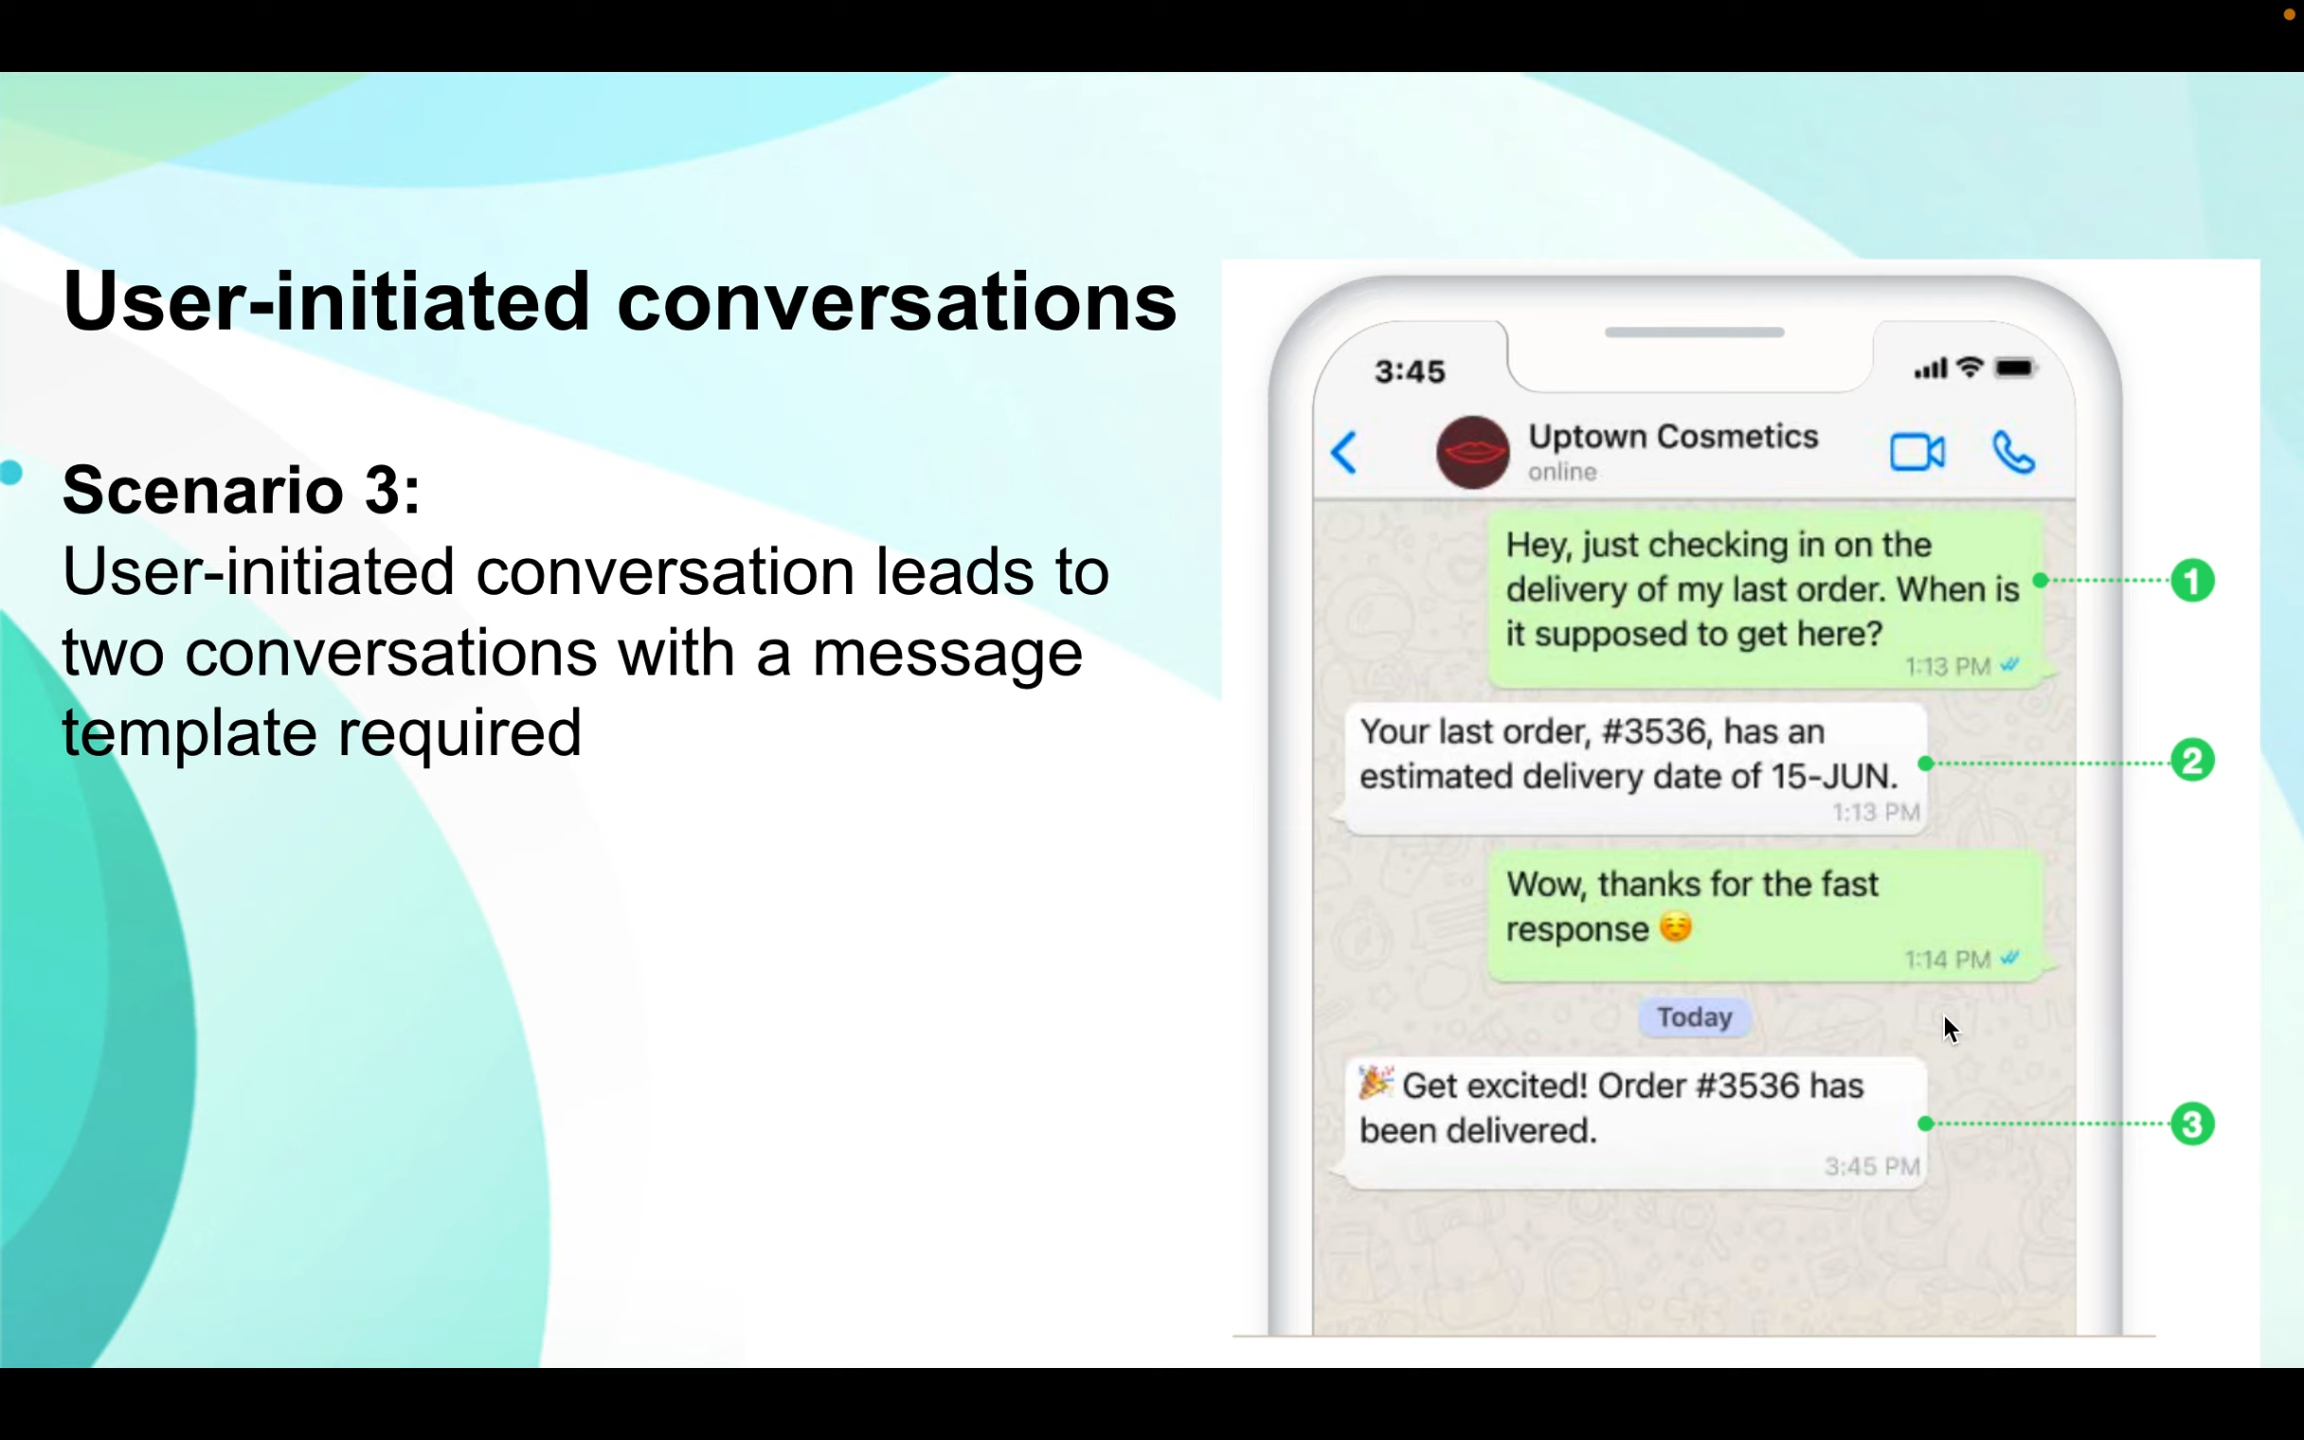 User-initiated conversations
Scenario 3:
User-initiated conversation leads to
two conversations with a message
template required
3:45
Uptown Cosmetics
online
Hey, just checking in on the
delivery of my last order. When is
it supposed to get here?
1:13 PM
1
Your last order, #3536, has an
estimated delivery date of 15-JUN.
1:13 PM
2
Wow, thanks for the fast
response ☺️
1:14 PM
Today
🎉 Get excited! Order #3536 has
been delivered.
3:45 PM
3